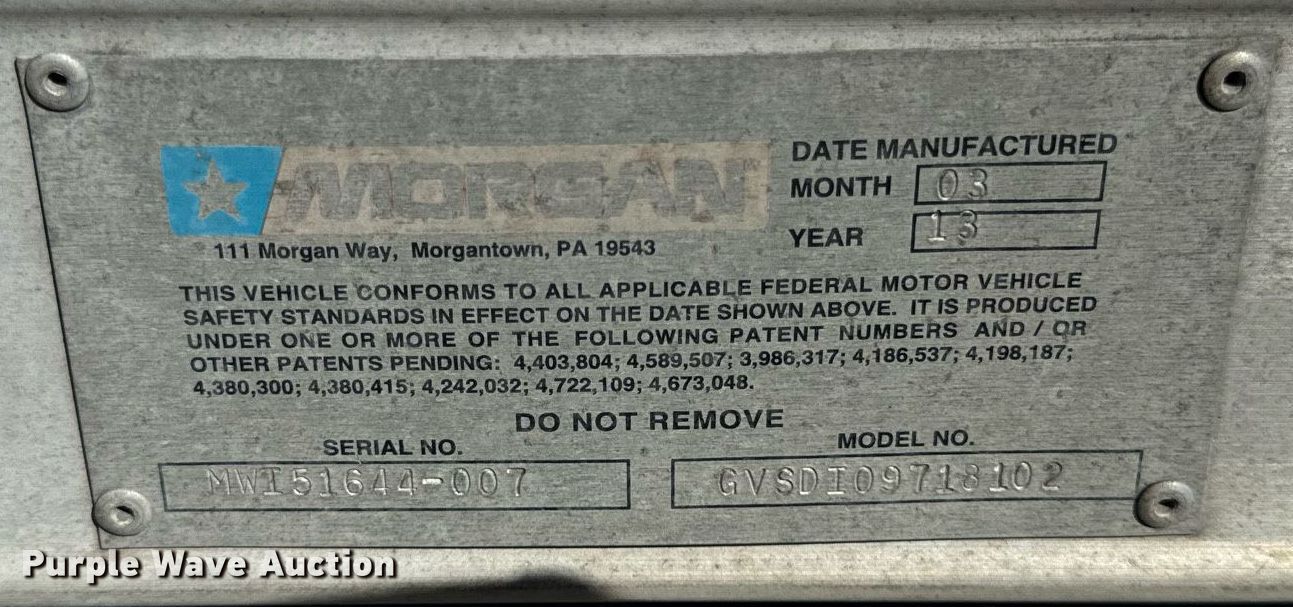 MORGAN
111 Morgan Way, Morgantown, PA 19543
DATE MANUFACTURED
MONTH 03
YEAR 13
THIS VEHICLE CONFORMS TO ALL APPLICABLE FEDERAL MOTOR VEHICLE
SAFETY STANDARDS IN EFFECT ON THE DATE SHOWN ABOVE. IT IS PRODUCED
UNDER ONE OR MORE OF THE FOLLOWING PATENT NUMBERS AND / OR
OTHER PATENTS PENDING: 4,403,804; 4,589,507; 3,986,317; 4,186,537; 4,198,187;
4,380,300; 4,380,415; 4,242,032; 4,722,109; 4,673,048.
DO NOT REMOVE
SERIAL NO.
MWI51644-007
MODEL NO.
GVSDI09718102
Purple Wave Auction